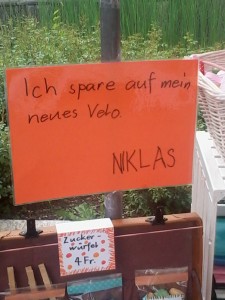 Ich spare auf mein
neues Velo.
NIKLAS
Zucker-
würfel
4.Fr.